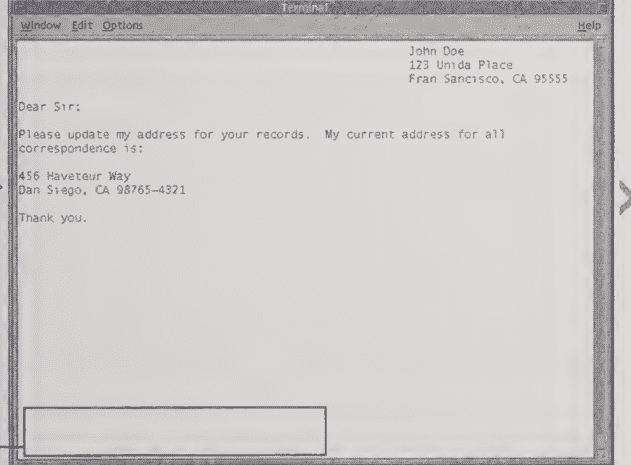 Terminal
Window Edit Options Help
John Doe
123 Unida Place
Fran Sancisco, CA 95555
Dear Sir:
Please update my address for your records. My current address for all
correspondence is:
456 Haveteur Way
Dan Siego, CA 98765-4321
Thank you.